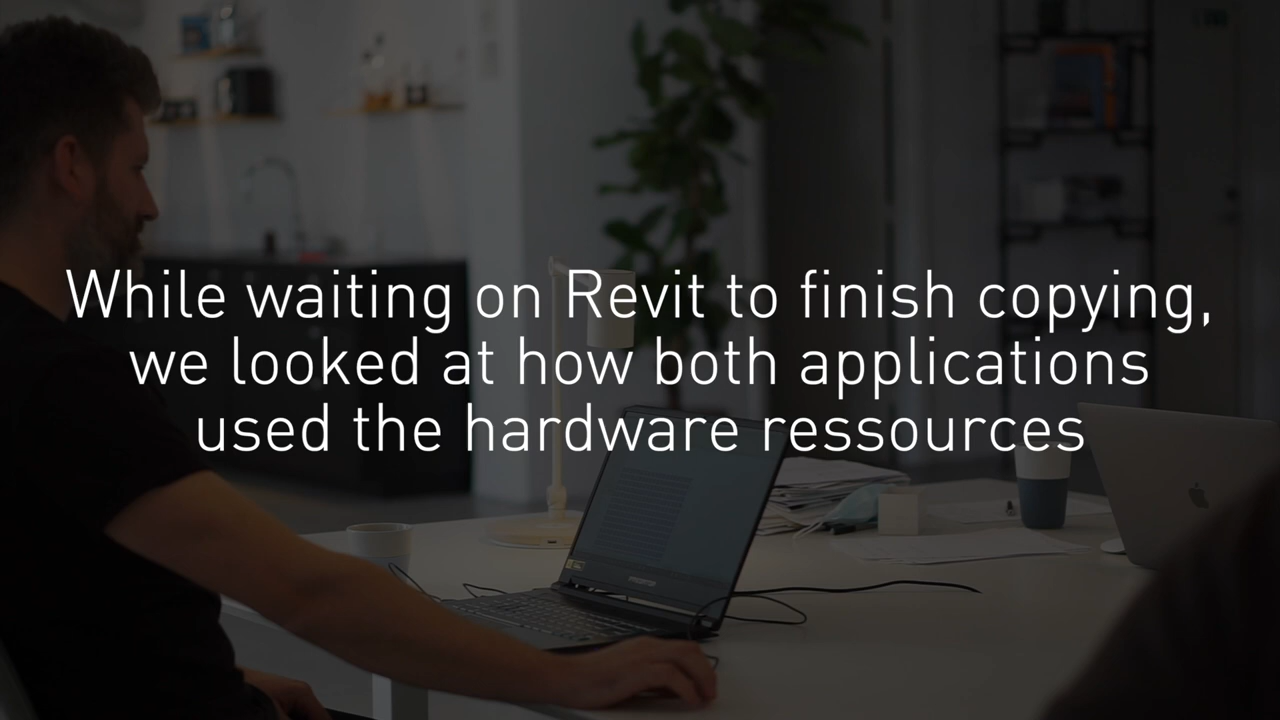 While waiting on Revit to finish copying,
we looked at how both applications
used the hardware ressources